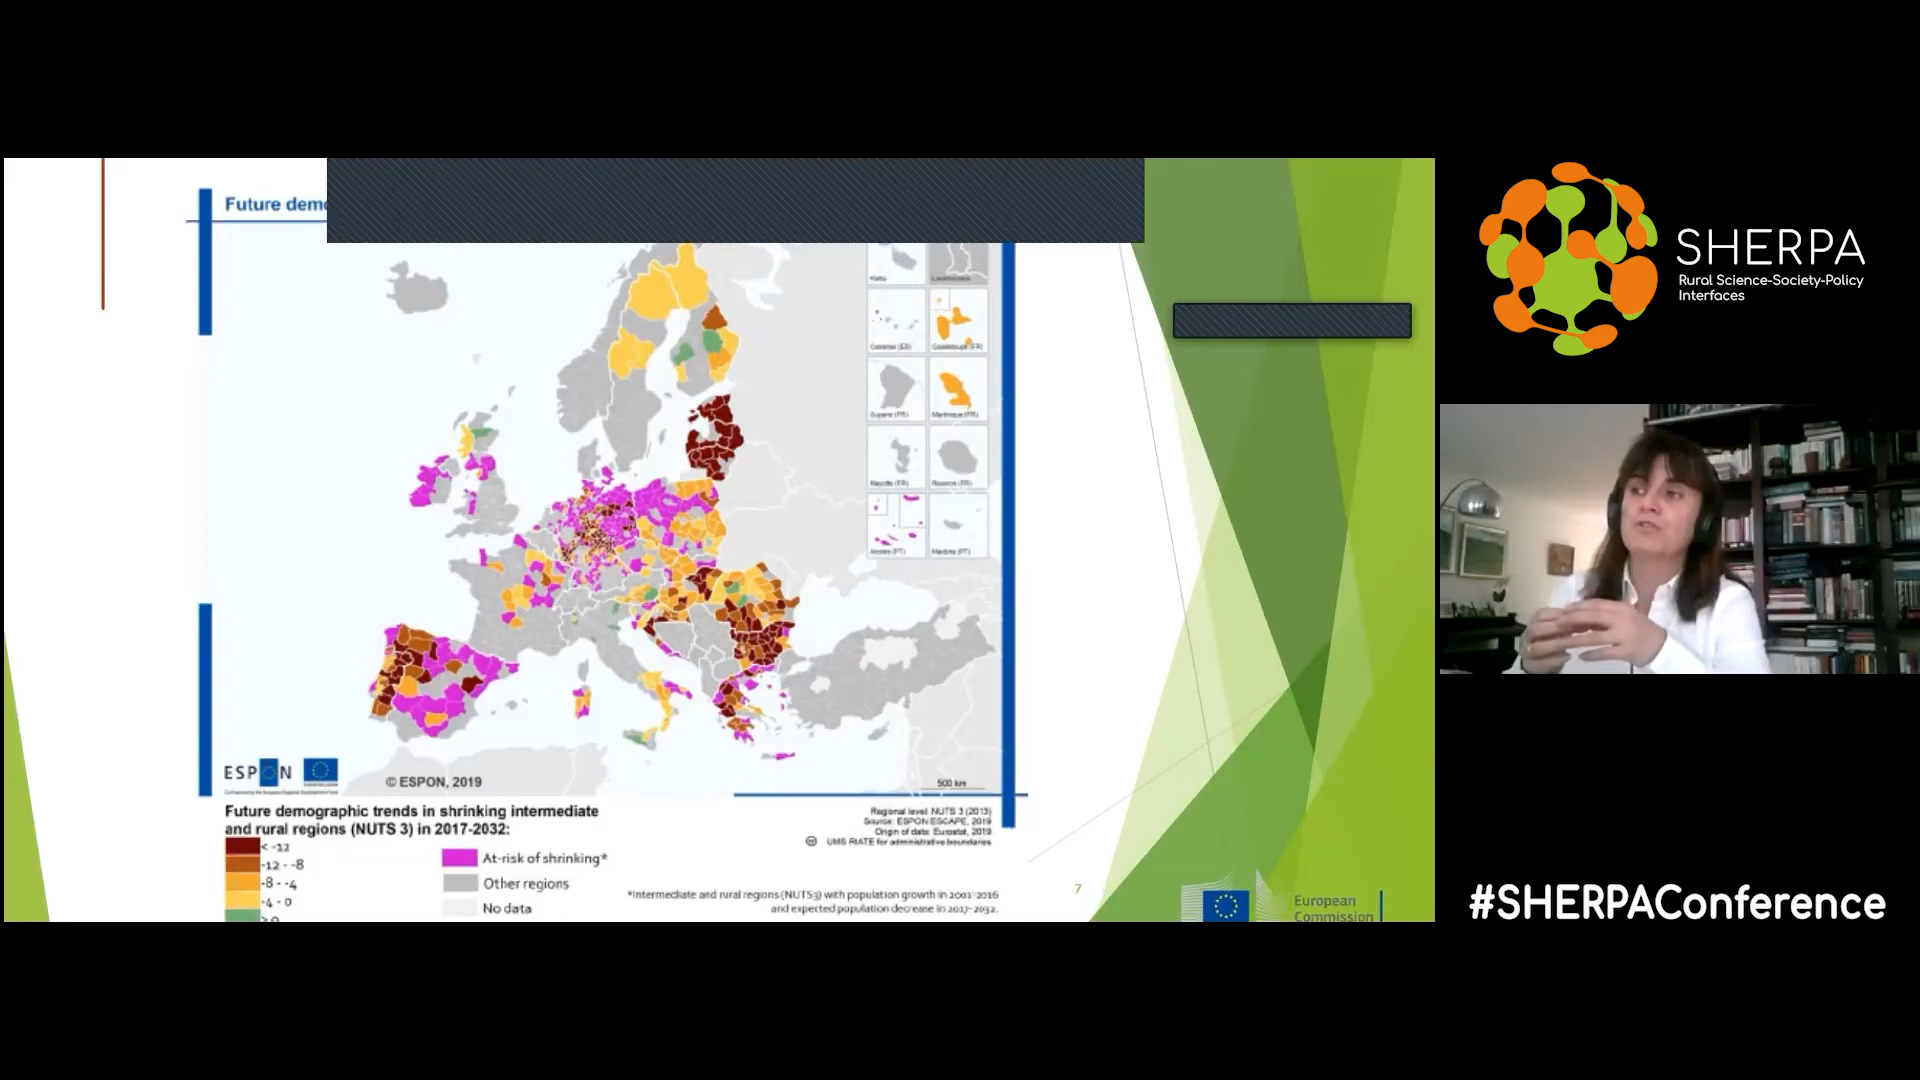 Future dem
Malta
Canarias (ES)
Guadeloupe (FR)
Guyane (FR)
Martinique (FR)
Mayotte (FR)
Reunion (FR)
Azores (PT)
Madeira (PT)
ESPON
© ESPON, 2019
500 km
Future demographic trends in shrinking intermediate
and rural regions (NUTS 3) in 2017-2032:
< -12
-12 - -8
-8 - -4
-4 - 0
> 0
At-risk of shrinking*
Other regions
No data
Regional level: NUTS 3 (2013)
Source: ESPON ESCAPE, 2019
Origin of data: Eurostat, 2019
UMS RIATE for administrative boundaries
*Intermediate and rural regions (NUTS3) with population growth in 2001-2016
and expected population decrease in 2017-2032.
7
European
Commission
SHERPA
Rural Science-Society-Policy
Interfaces
#SHERPAConference